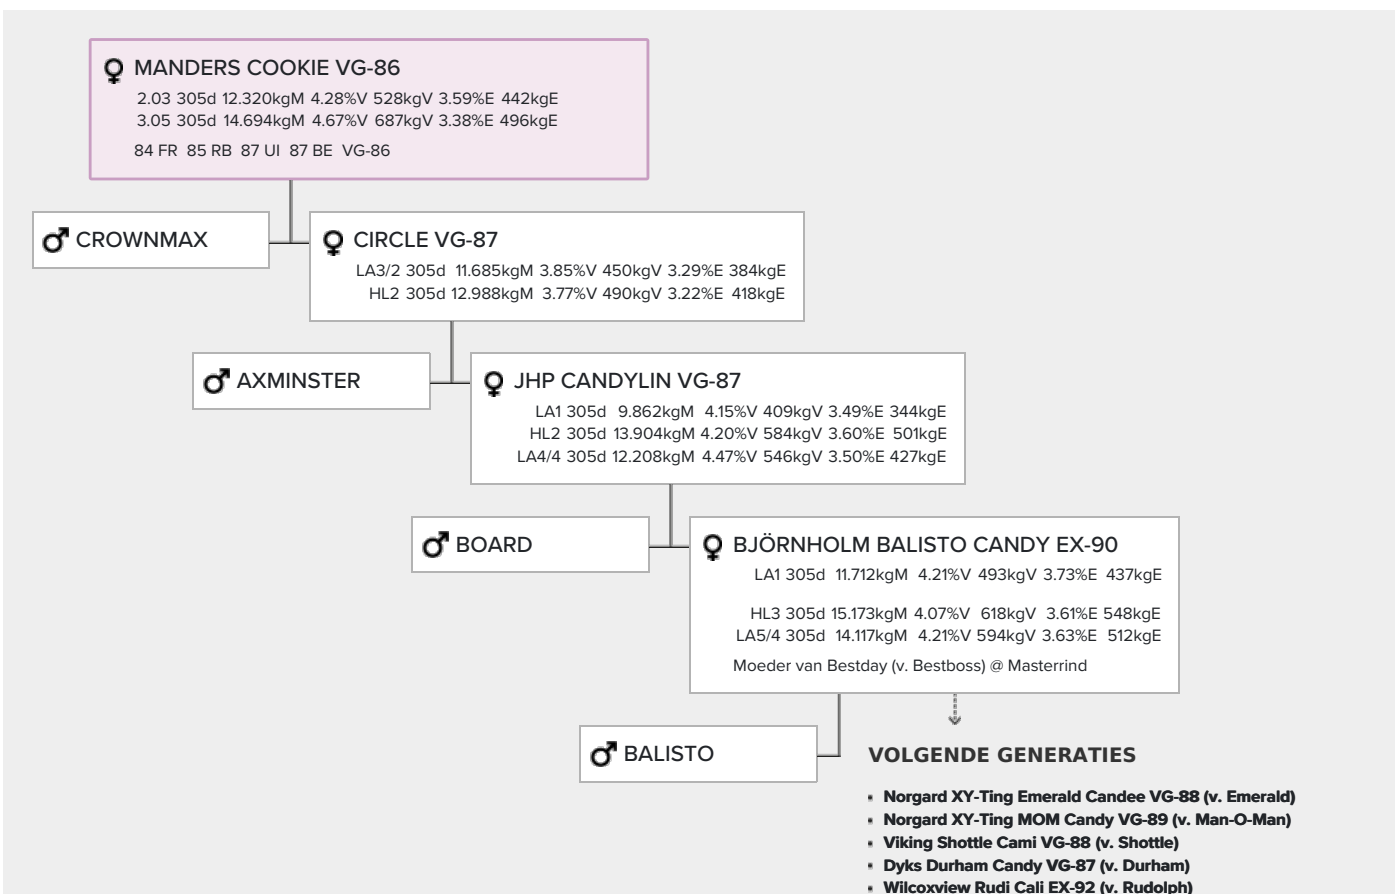 MANDERS COOKIE VG-86
2.03 305d 12.320kgM 4.28%V 528kgV 3.59%E 442kgE
3.05 305d 14.694kgM 4.67%V 687kgV 3.38%E 496kgE
84 FR 85 RB 87 UI 87 BE VG-86
CROWNMAX
CIRCLE VG-87
LA3/2 305d 11.685kgM 3.85%V 450kgV 3.29%E 384kgE
HL2 305d 12.988kgM 3.77%V 490kgV 3.22%E 418kgE
AXMINSTER
JHP CANDYLIN VG-87
LA1 305d 9.862kgM 4.15%V 409kgV 3.49%E 344kgE
HL2 305d 13.904kgM 4.20%V 584kgV 3.60%E 501kgE
LA4/4 305d 12.208kgM 4.47%V 546kgV 3.50%E 427kgE
BOARD
BJÖRNHOLM BALISTO CANDY EX-90
LA1 305d 11.712kgM 4.21%V 493kgV 3.73%E 437kgE
HL3 305d 15.173kgM 4.07%V 618kgV 3.61%E 548kgE
LA5/4 305d 14.117kgM 4.21%V 594kgV 3.63%E 512kgE
Moeder van Bestday (v. Bestboss) @ Masterrind
BALISTO
VOLGENDE GENERATIES
Norgard XY-Ting Emerald Candee VG-88 (v. Emerald)
Norgard XY-Ting MOM Candy VG-89 (v. Man-O-Man)
Viking Shottle Cami VG-88 (v. Shottle)
Dyks Durham Candy VG-87 (v. Durham)
Wilcoxview Rudi Cali EX-92 (v. Rudolph)